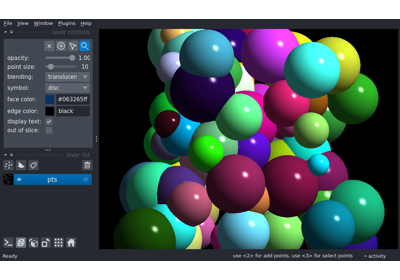 File View Window Plugins Help
layer controls
opacity: 1.00
point size: 10
blending: translucen
symbol: disc
face color: #063265ff
edge color: black
display text:
out of slice:
layer list
pts
Ready use <2> for add points, use <3> for select points activity